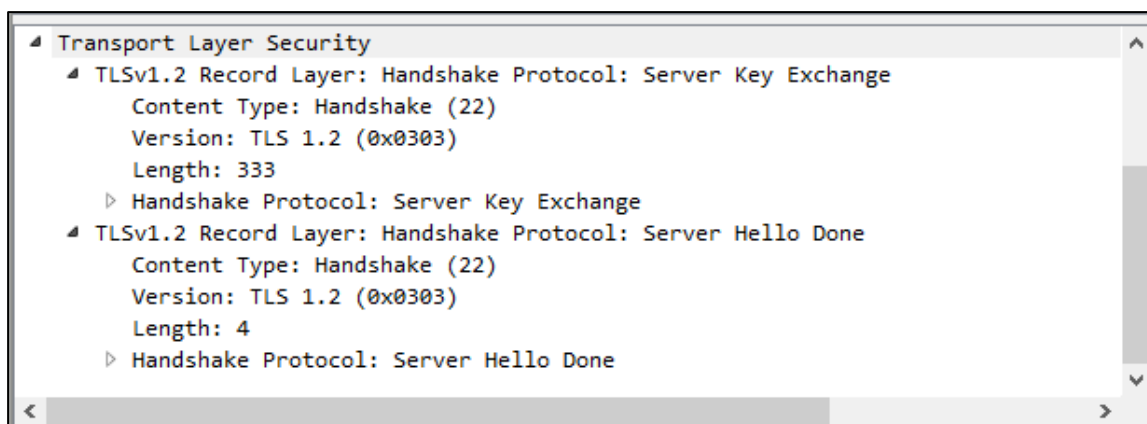 Transport Layer Security
TLSv1.2 Record Layer: Handshake Protocol: Server Key Exchange
Content Type: Handshake (22)
Version: TLS 1.2 (0x0303)
Length: 333
Handshake Protocol: Server Key Exchange
TLSv1.2 Record Layer: Handshake Protocol: Server Hello Done
Content Type: Handshake (22)
Version: TLS 1.2 (0x0303)
Length: 4
Handshake Protocol: Server Hello Done